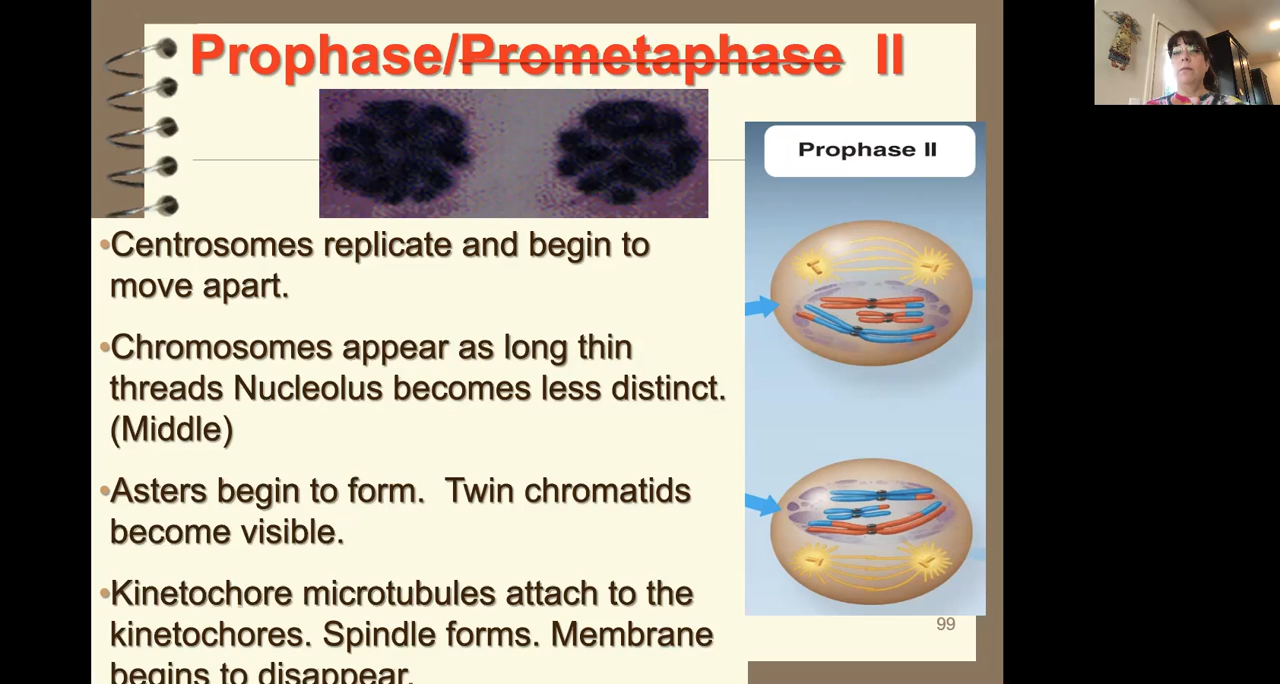 Prophase/Prometaphase II
Prophase II
•Centrosomes replicate and begin to
move apart.
•Chromosomes appear as long thin
threads Nucleolus becomes less distinct.
(Middle)
•Asters begin to form. Twin chromatids
become visible.
•Kinetochore microtubules attach to the
kinetochores. Spindle forms. Membrane
begins to disappear.
99